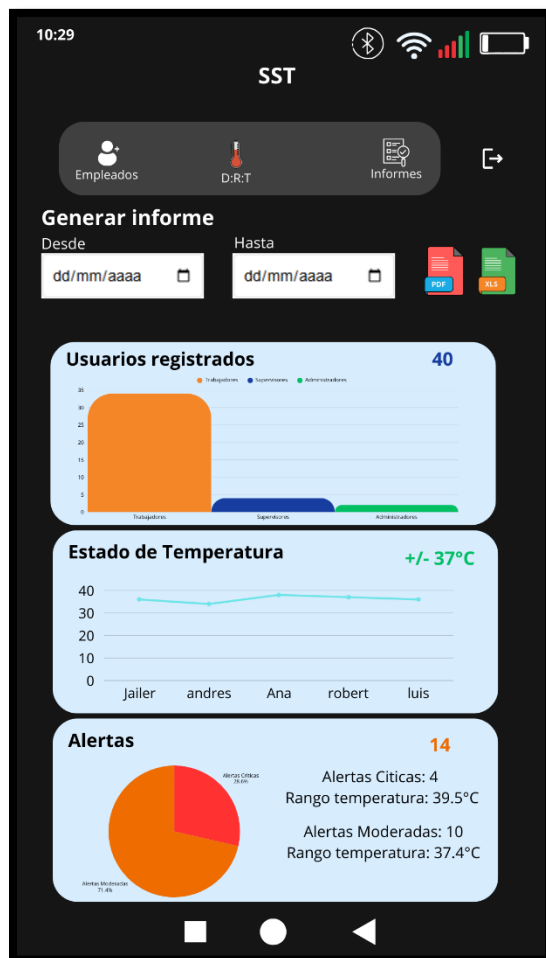 10:29
SST
Empleados
D:R:T
Informes
Generar informe
Desde
Hasta
dd/mm/aaaa
dd/mm/aaaa
PDF
XLS
Usuarios registrados
40
Trabajadores Supervisores Administradores
35
30
25
20
15
10
5
0
Trabajadores Supervisores Administradores
Estado de Temperatura
+/- 37°C
40
30
20
10
0
Jailer andres Ana robert luis
Alertas
14
Alertas Críticas
28.6%
Alertas Moderadas
71.4%
Alertas Citicas: 4
Rango temperatura: 39.5°C
Alertas Moderadas: 10
Rango temperatura: 37.4°C